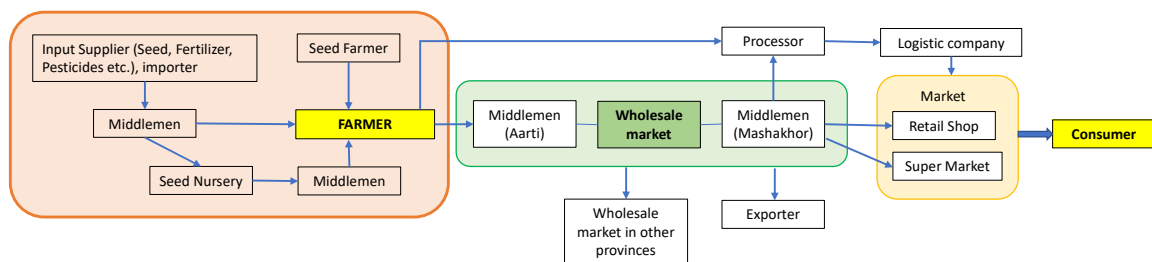 Input Supplier (Seed, Fertilizer,
Pesticides etc.), importer
Seed Farmer
Middlemen
FARMER
Seed Nursery
Middlemen
Middlemen
(Aarti)
Wholesale
market
Middlemen
(Mashakhor)
Processor
Logistic company
Market
Retail Shop
Super Market
Consumer
Wholesale
market in other
provinces
Exporter